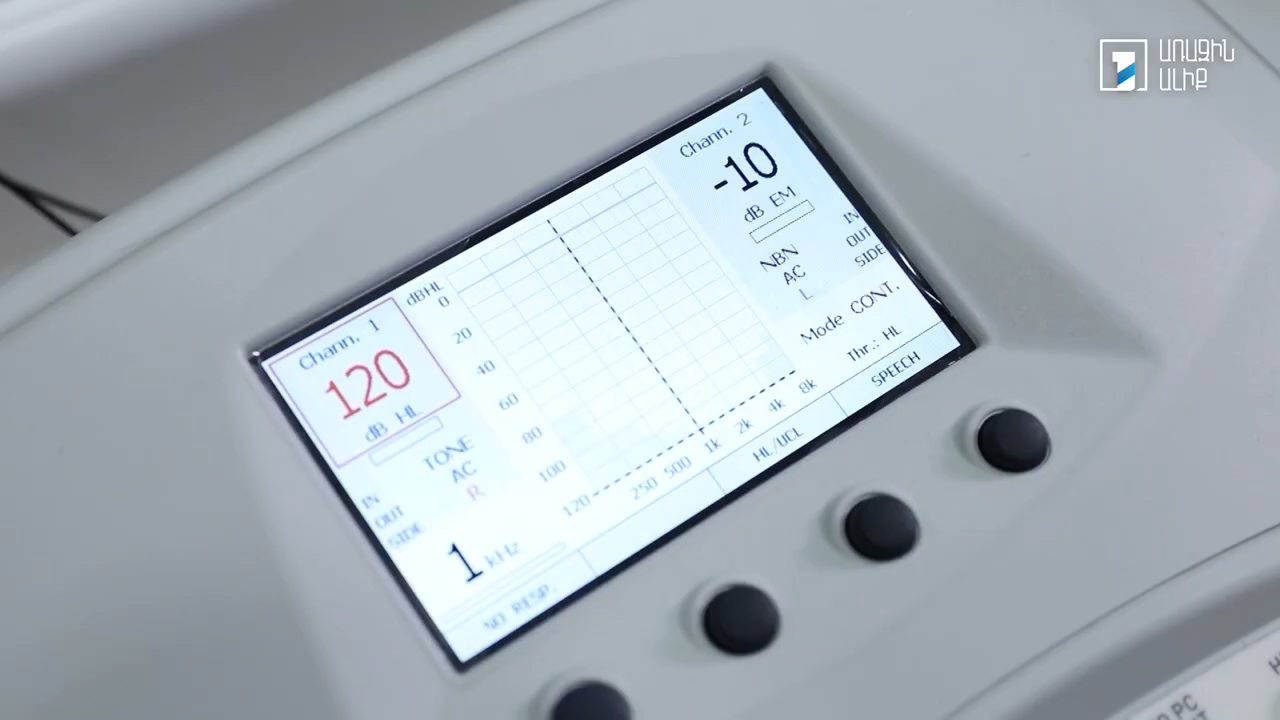 ԱՌԱՋԻՆ
ԱԼԻՔ
Chann. 1
120
dB HL
TONE
AC
R
IN
OUT
SIDE
1 kHz
dBHL
0
20
40
60
80
100
120
250 500 1k 2k 4k 8k
Chann. 2
-10
dB EM
NBN
AC
L
IN
OUT
SIDE
Mode CONT.
Thr.: HL
NO RESP.
HL/UCL
SPEECH
PC